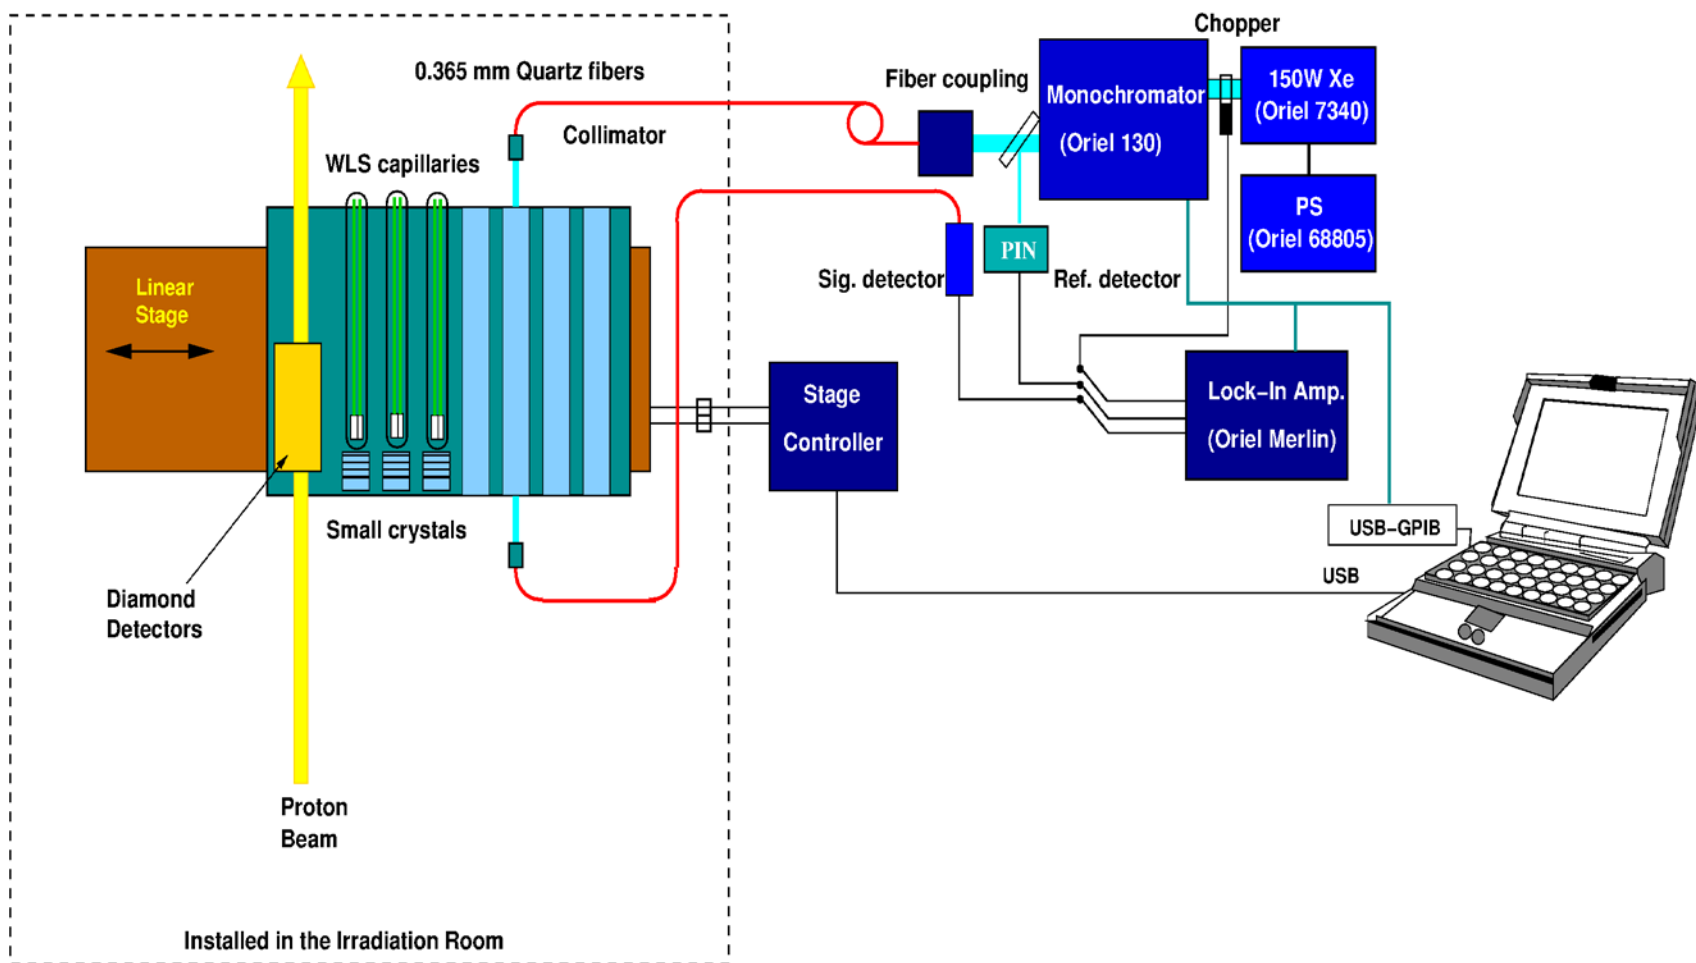 Chopper
0.365 mm Quartz fibers
Fiber coupling
150W Xe
(Oriel 7340)
Monochromator
(Oriel 130)
Collimator
WLS capillaries
PS
(Oriel 68805)
PIN
Sig. detector
Ref. detector
Linear
Stage
Stage
Controller
Lock-In Amp.
(Oriel Merlin)
Small crystals
USB-GPIB
USB
Diamond
Detectors
Proton
Beam
Installed in the Irradiation Room